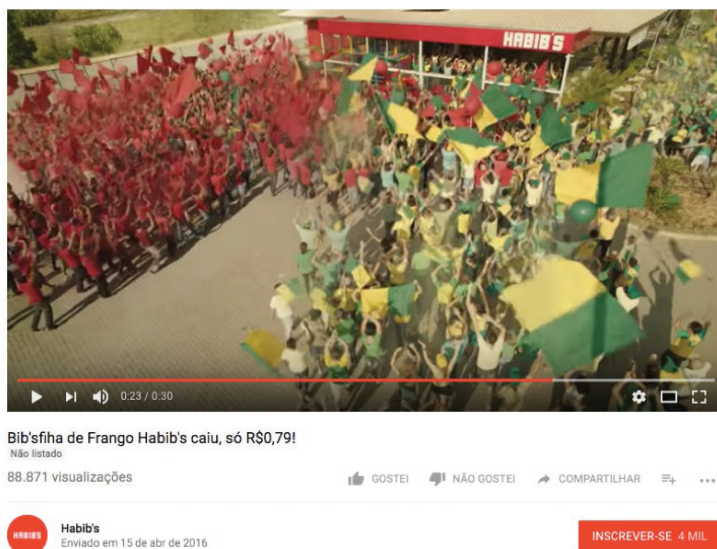 HABIB'S
0:23 / 0:30
Bib'sfiha de Frango Habib's caiu, só R$0,79!
Não listado
88.871 visualizações
GOSTEI NÃO GOSTEI COMPARTILHAR
HABIB'S
Habib's
Enviado em 15 de abr de 2016
INSCREVER-SE 4 MIL